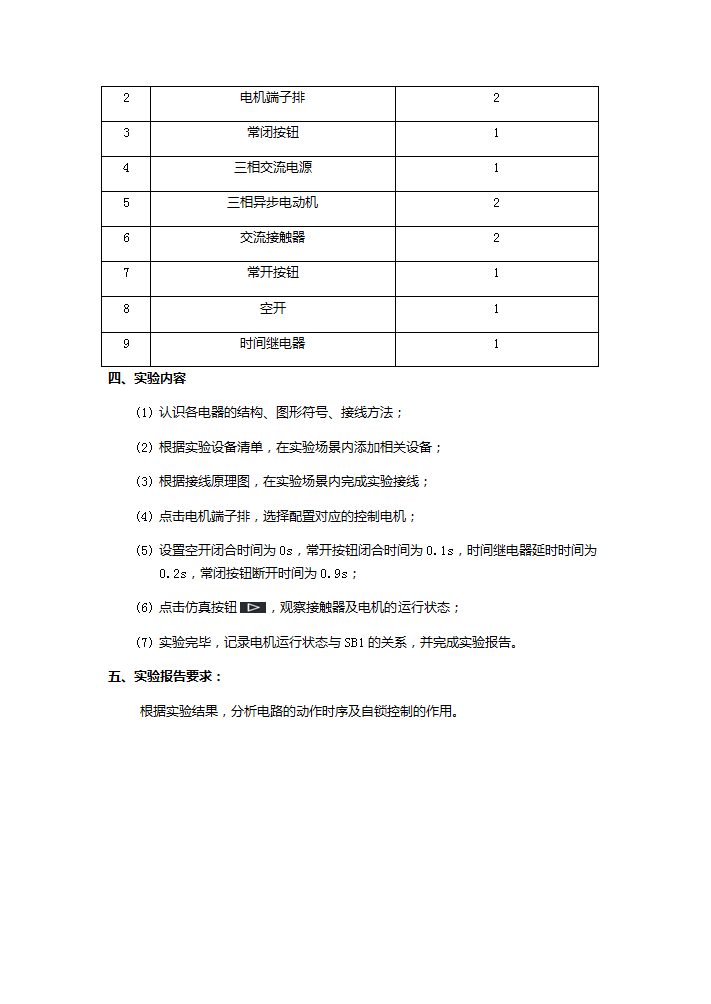 2 电机端子排 2
3 常闭按钮 1
4 三相交流电源 1
5 三相异步电动机 2
6 交流接触器 2
7 常开按钮 1
8 空开 1
9 时间继电器 1
四、实验内容
(1) 认识各电器的结构、图形符号、接线方法；
(2) 根据实验设备清单，在实验场景内添加相关设备；
(3) 根据接线原理图，在实验场景内完成实验接线；
(4) 点击电机端子排，选择配置对应的控制电机；
(5) 设置空开闭合时间为 0s，常开按钮闭合时间为 0.1s，时间继电器延时时间为
0.2s，常闭按钮断开时间为 0.9s；
(6) 点击仿真按钮，观察接触器及电机的运行状态；
(7) 实验完毕，记录电机运行状态与 SB1 的关系，并完成实验报告。
五、实验报告要求：
根据实验结果，分析电路的动作时序及自锁控制的作用。